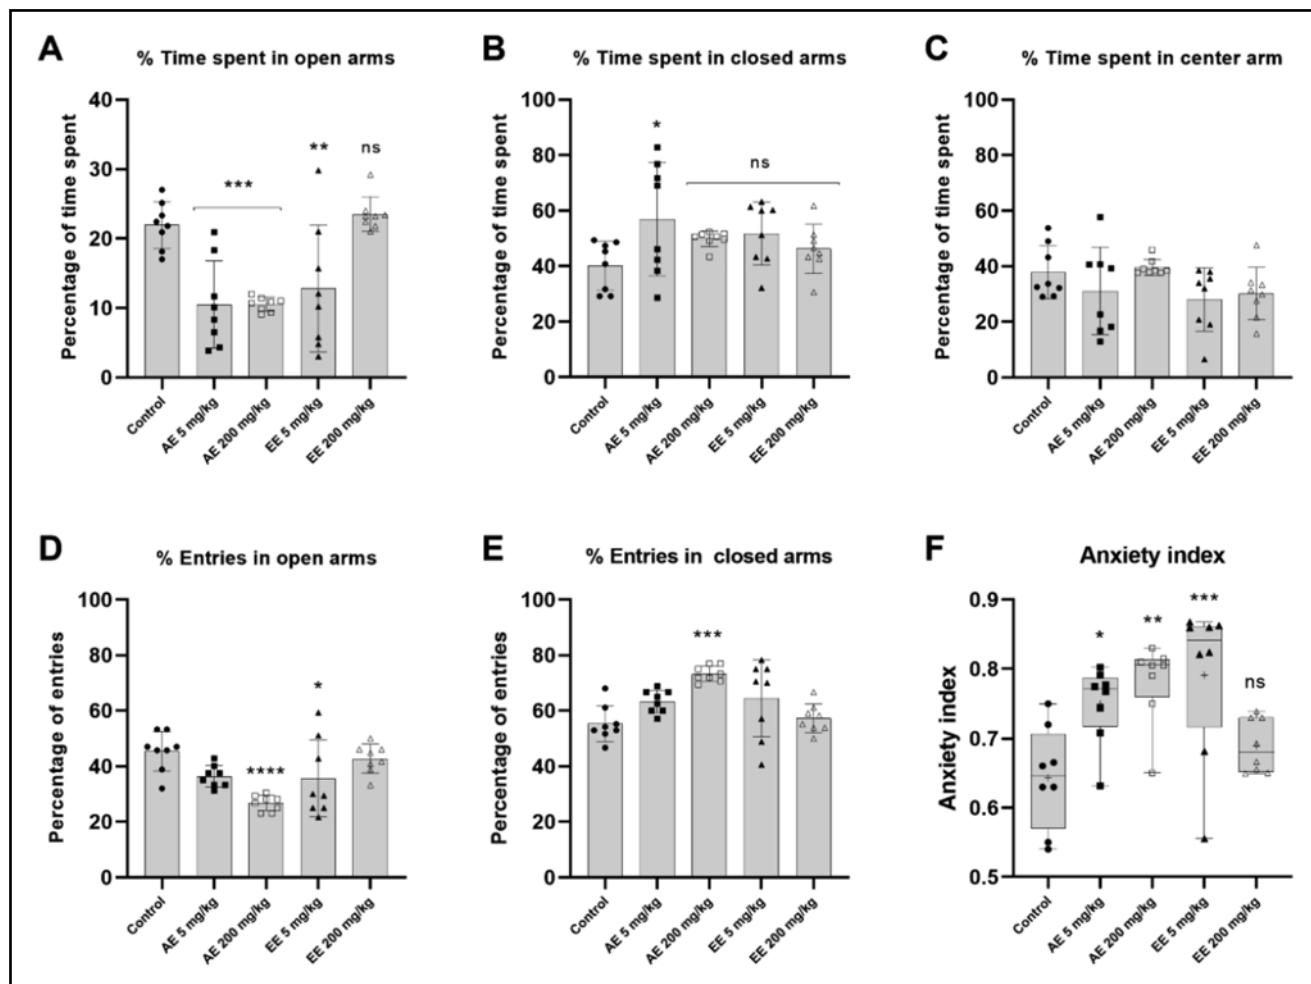 A
% Time spent in open arms
Percentage of time spent
40
30
20
10
0
***
**
ns
Control
AE 5 mg/kg
AE 200 mg/kg
EE 5 mg/kg
EE 200 mg/kg
B
% Time spent in closed arms
Percentage of time spent
100
80
60
40
20
0
*
ns
Control
AE 5 mg/kg
AE 200 mg/kg
EE 5 mg/kg
EE 200 mg/kg
C
% Time spent in center arm
Percentage of time spent
100
80
60
40
20
0
Control
AE 5 mg/kg
AE 200 mg/kg
EE 5 mg/kg
EE 200 mg/kg
D
% Entries in open arms
Percentage of entries
100
80
60
40
20
0
****
*
Control
AE 5 mg/kg
AE 200 mg/kg
EE 5 mg/kg
EE 200 mg/kg
E
% Entries in closed arms
Percentage of entries
100
80
60
40
20
0
***
Control
AE 5 mg/kg
AE 200 mg/kg
EE 5 mg/kg
EE 200 mg/kg
F
Anxiety index
Anxiety index
0.9
0.8
0.7
0.6
0.5
*
**
***
ns
Control
AE 5 mg/kg
AE 200 mg/kg
EE 5 mg/kg
EE 200 mg/kg